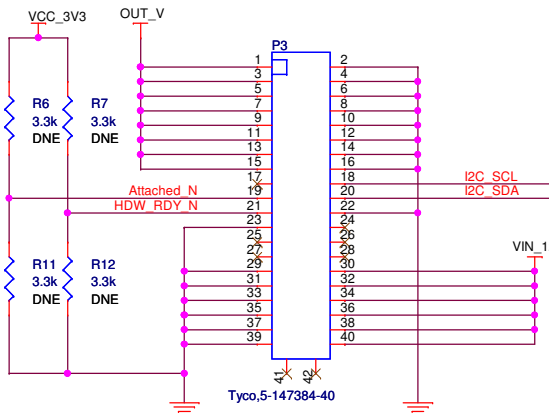 VCC_3V3
OUT_V
P3
1 2
3 4
5 6
7 8
9 10
11 12
13 14
15 16
17 18 I2C_SCL
Attached_N 19 20 I2C_SDA
HDW_RDY_N 21 22
23 24
25 26
27 28
29 30
31 32
33 34
35 36
37 38
39 40
R6
3.3k
DNE
R7
3.3k
DNE
R11
3.3k
DNE
R12
3.3k
DNE
VIN_1
41 42
Tyco,5-147384-40